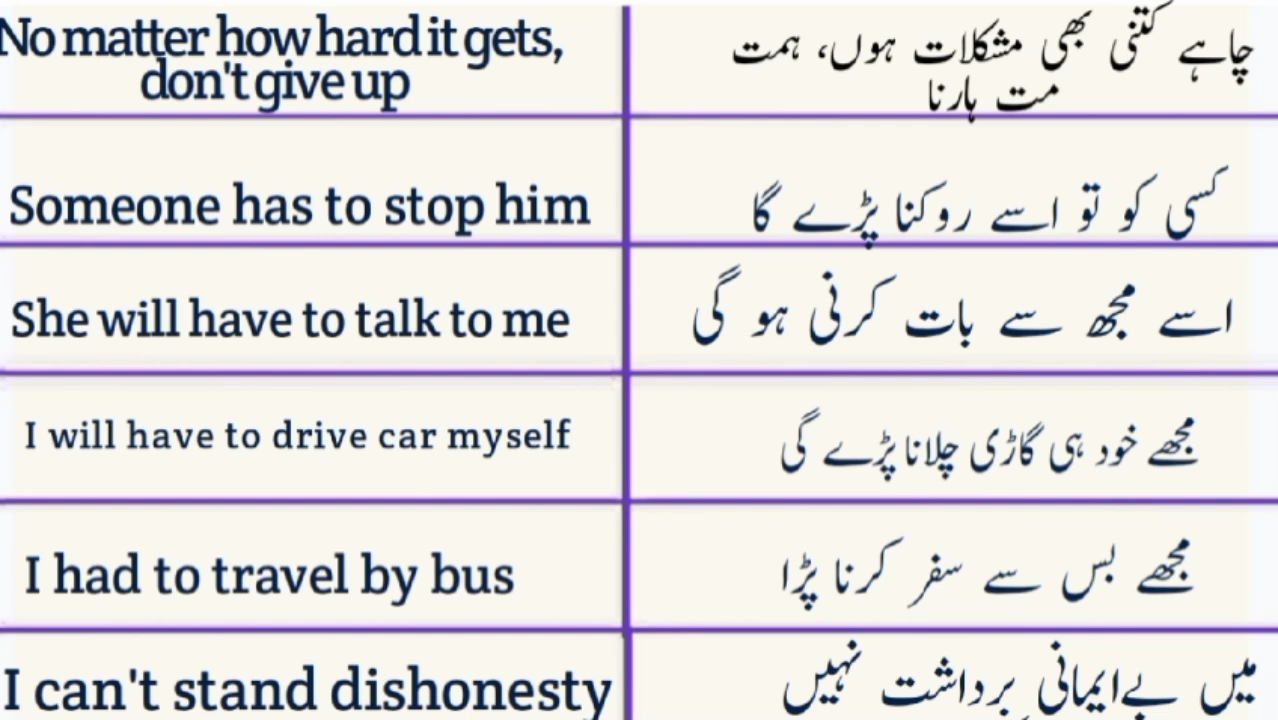 No matter how hard it gets,
don't give up
چاہے کتنی بھی مشکلات ہوں، ہمت
مت ہارنا
Someone has to stop him
کسی کو تو اسے روکنا پڑے گا
She will have to talk to me
اسے مجھ سے بات کرنی ہو گی
I will have to drive car myself
مجھے خود ہی گاڑی چلانا پڑے گی
I had to travel by bus
مجھے بس سے سفر کرنا پڑا
I can't stand dishonesty
میں بےایمانی برداشت نہیں